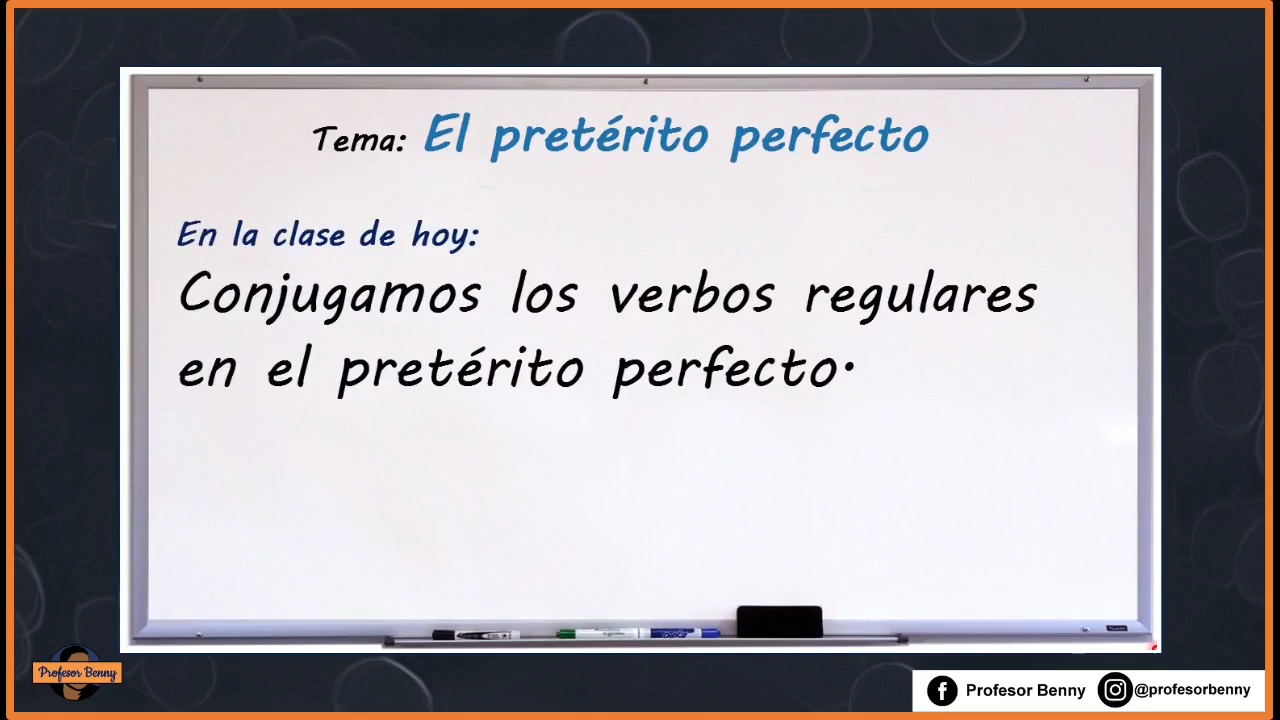 Tema: El pretérito perfecto
En la clase de hoy:
Conjugamos los verbos regulares
en el pretérito perfecto.
Profesor Benny
Profesor Benny @profesorbenny